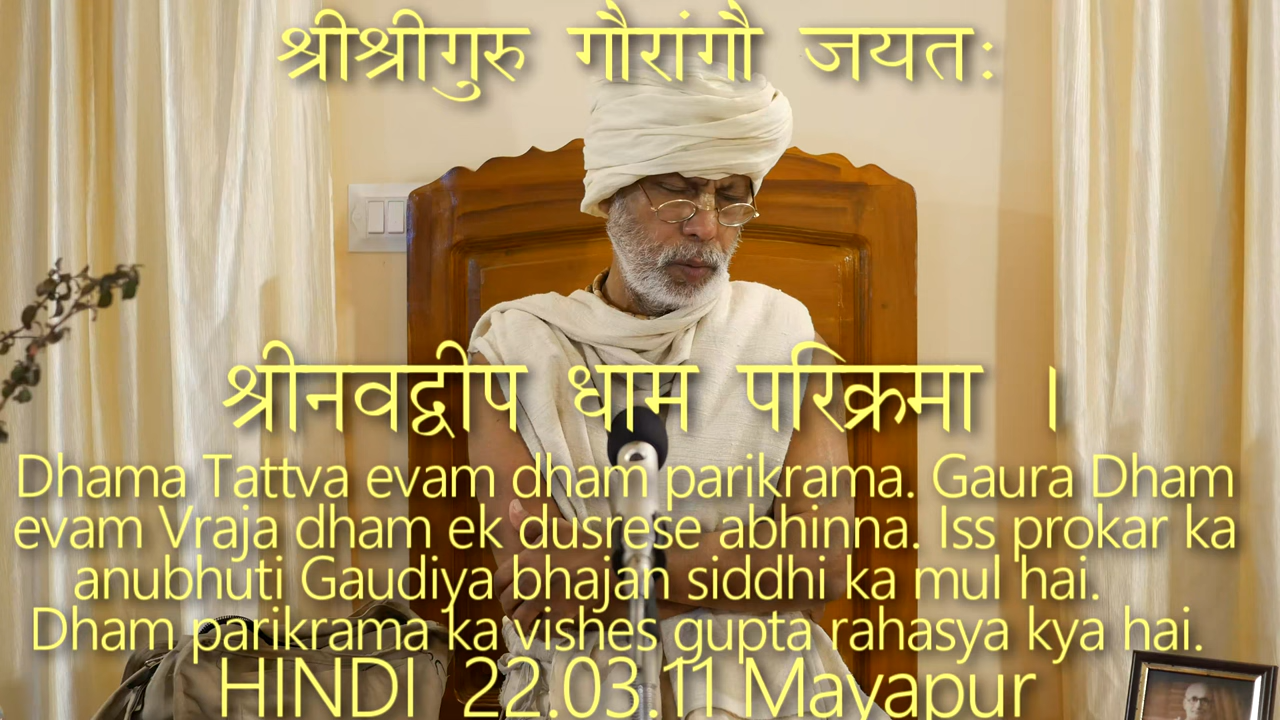 श्रीश्रीगुरु गौरांगौ जयतः
श्रीनवद्वीप धाम परिक्रमा ।
Dhama Tattva evam dham parikrama. Gaura Dham
evam Vraja dham ek dusrese abhinna. Iss prokar ka
anubhuti Gaudiya bhajan siddhi ka mul hai.
Dham parikrama ka vishes gupta rahasya kya hai.
HINDI 22.03.11 Mayapur